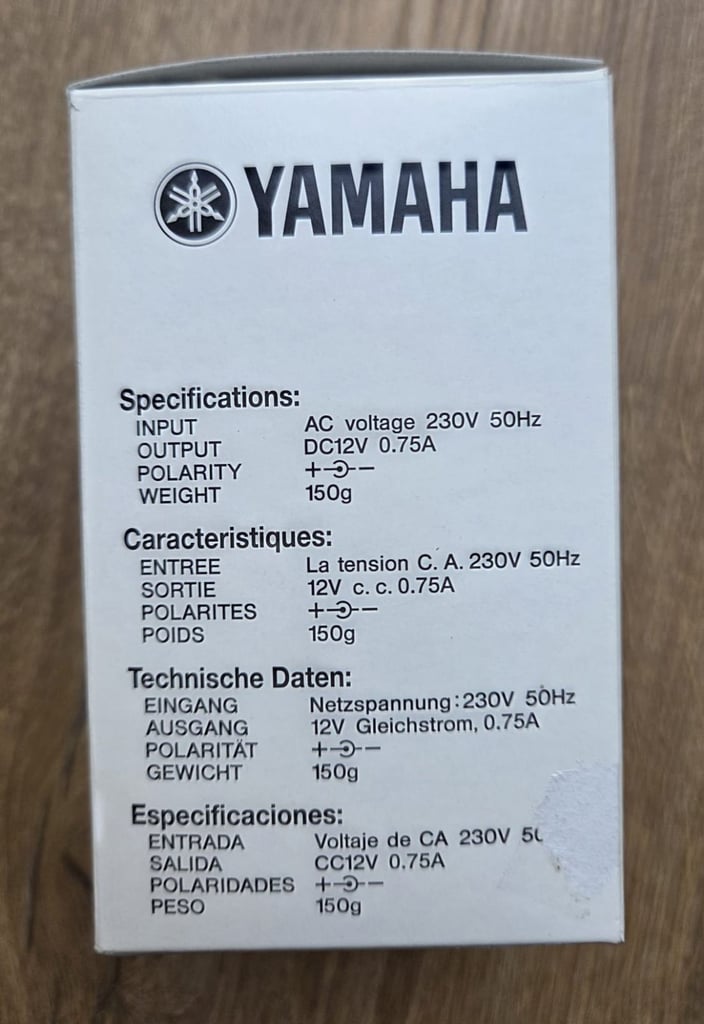 YAMAHA
Specifications:
INPUT AC voltage 230V 50Hz
OUTPUT DC12V 0.75A
POLARITY + −
WEIGHT 150g
Caracteristiques:
ENTREE La tension C. A. 230V 50Hz
SORTIE 12V c. c. 0.75A
POLARITES + −
POIDS 150g
Technische Daten:
EINGANG Netzspannung: 230V 50Hz
AUSGANG 12V Gleichstrom, 0.75A
POLARITÄT + −
GEWICHT 150g
Especificaciones:
ENTRADA Voltaje de CA 230V
SALIDA CC12V 0.75A
POLARIDADES + −
PESO 150g